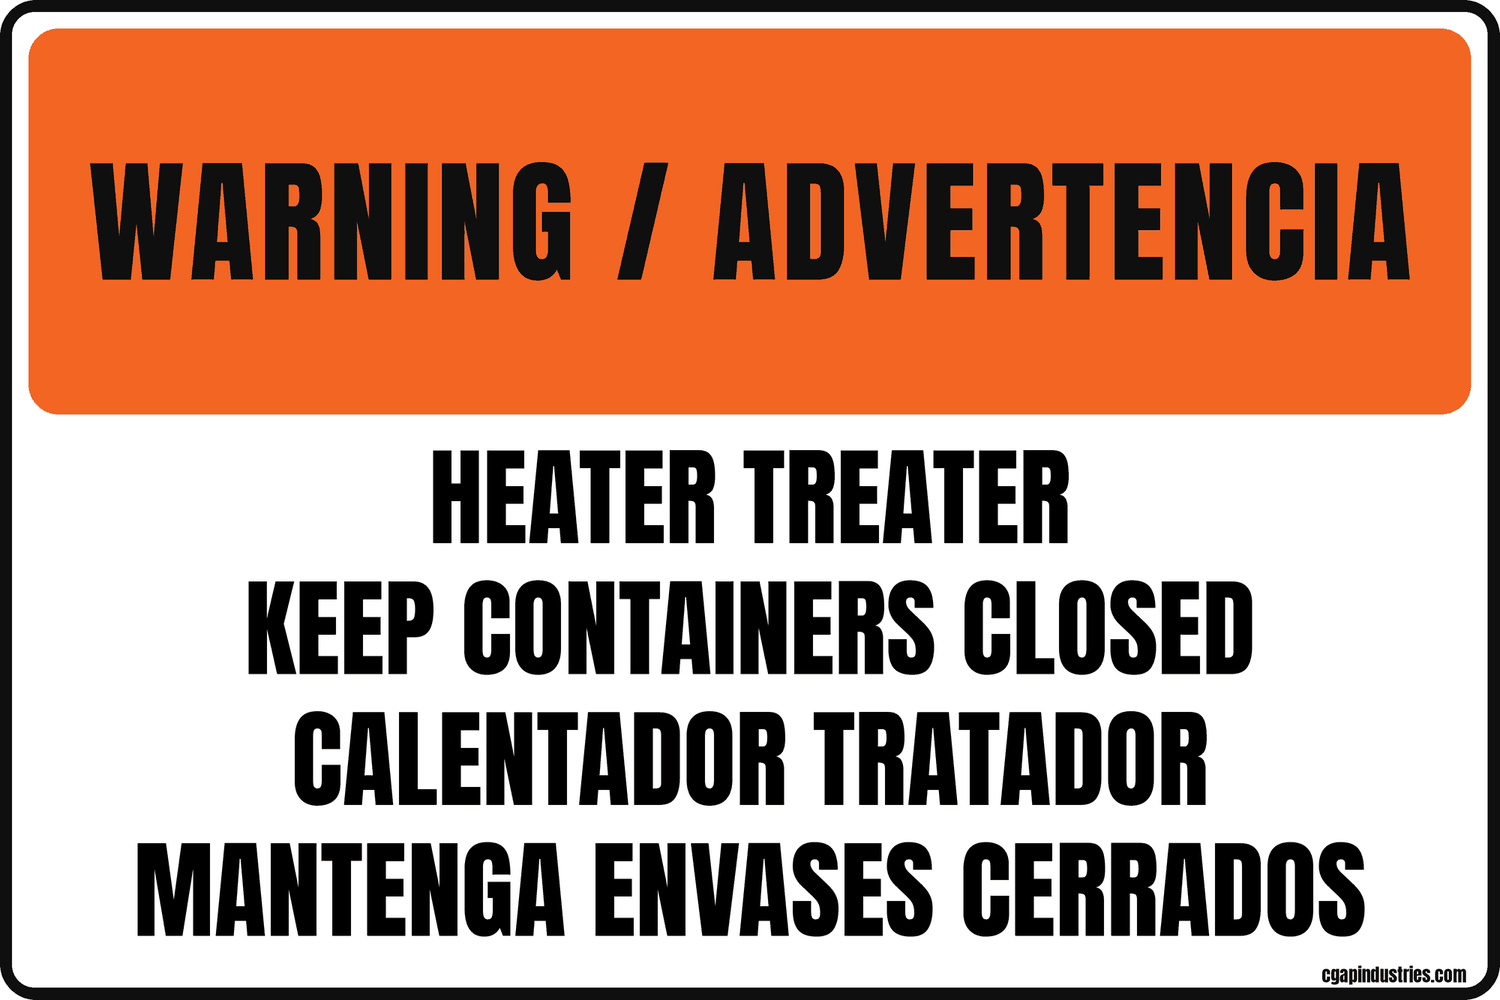 WARNING / ADVERTENCIA
HEATER TREATER
KEEP CONTAINERS CLOSED
CALENTADOR TRATADOR
MANTENGA ENVASES CERRADOS
cgapindustries.com